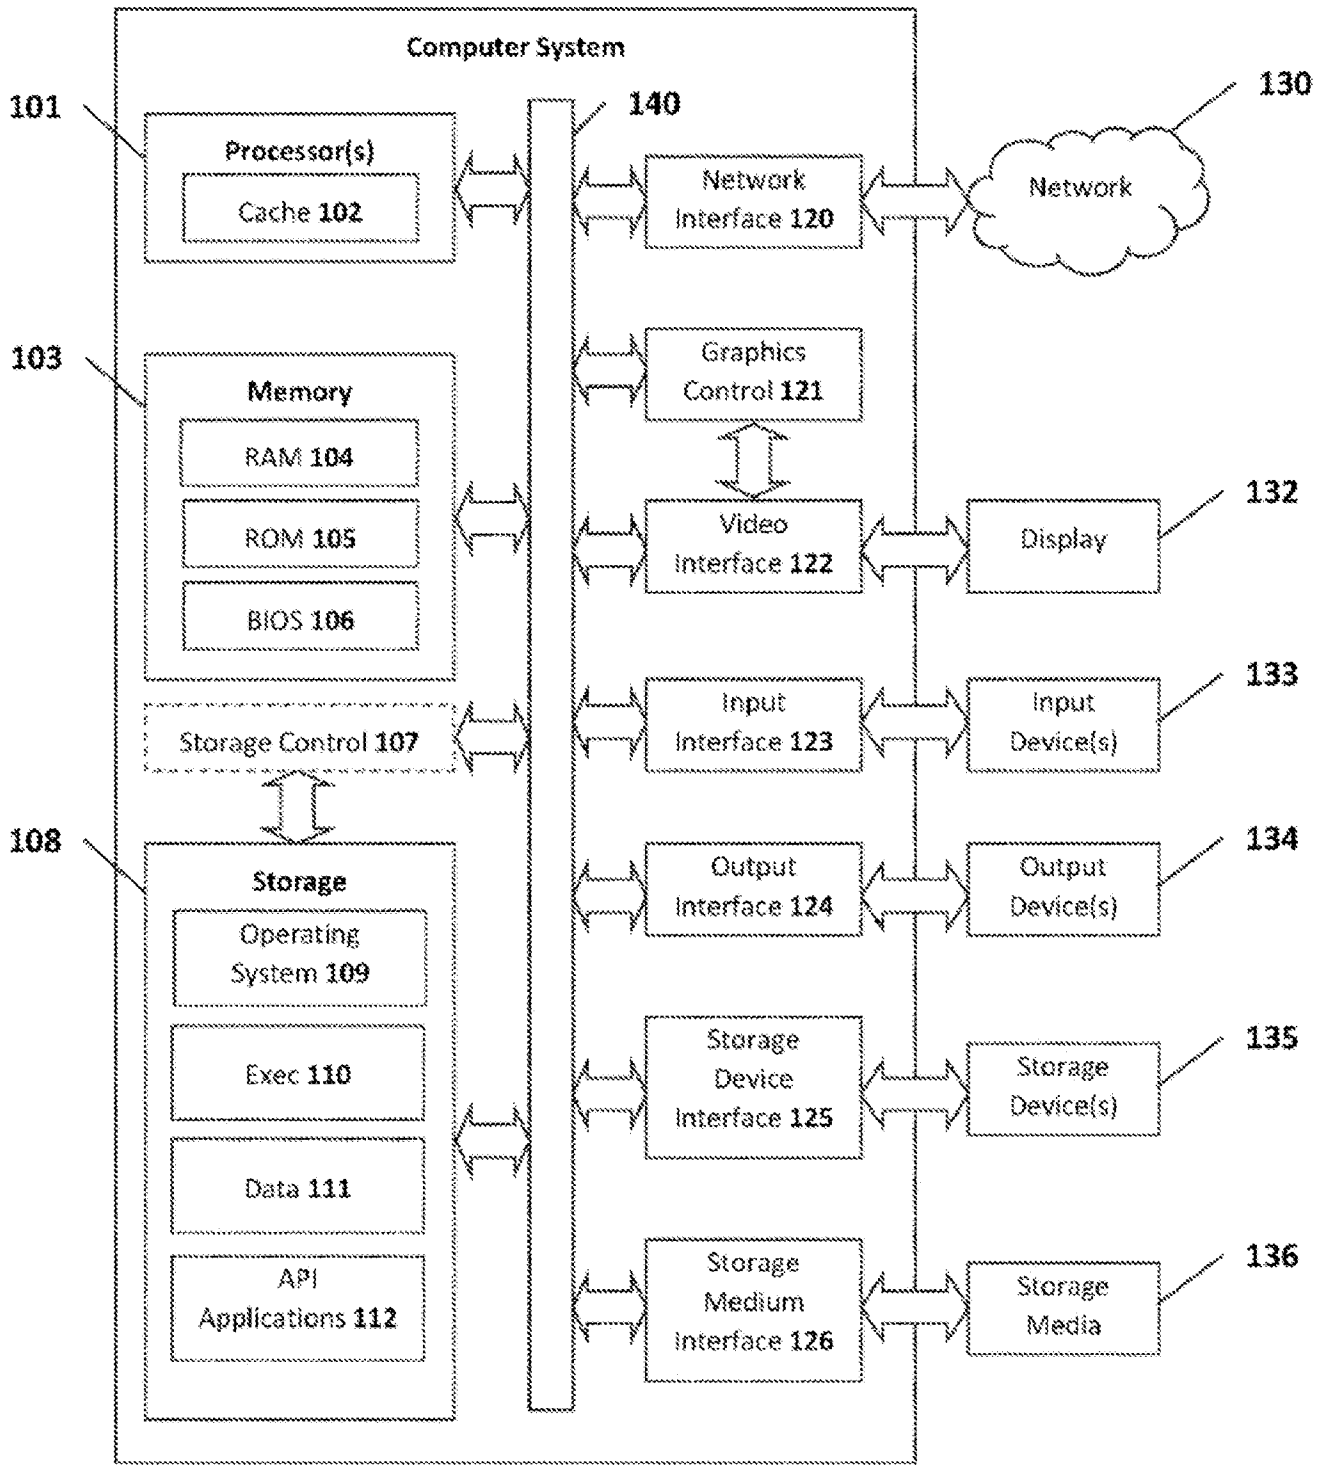 Computer System
101
140
130
Processor(s)
Cache 102
Network
Interface 120
Network
103
Memory
RAM 104
ROM 105
BIOS 106
Graphics
Control 121
Video
Interface 122
132
Display
Storage Control 107
Input
Interface 123
133
Input
Device(s)
108
Storage
Operating
System 109
Exec 110
Data 111
API
Applications 112
Output
Interface 124
134
Output
Device(s)
Storage
Device
Interface 125
135
Storage
Device(s)
Storage
Medium
Interface 126
136
Storage
Media